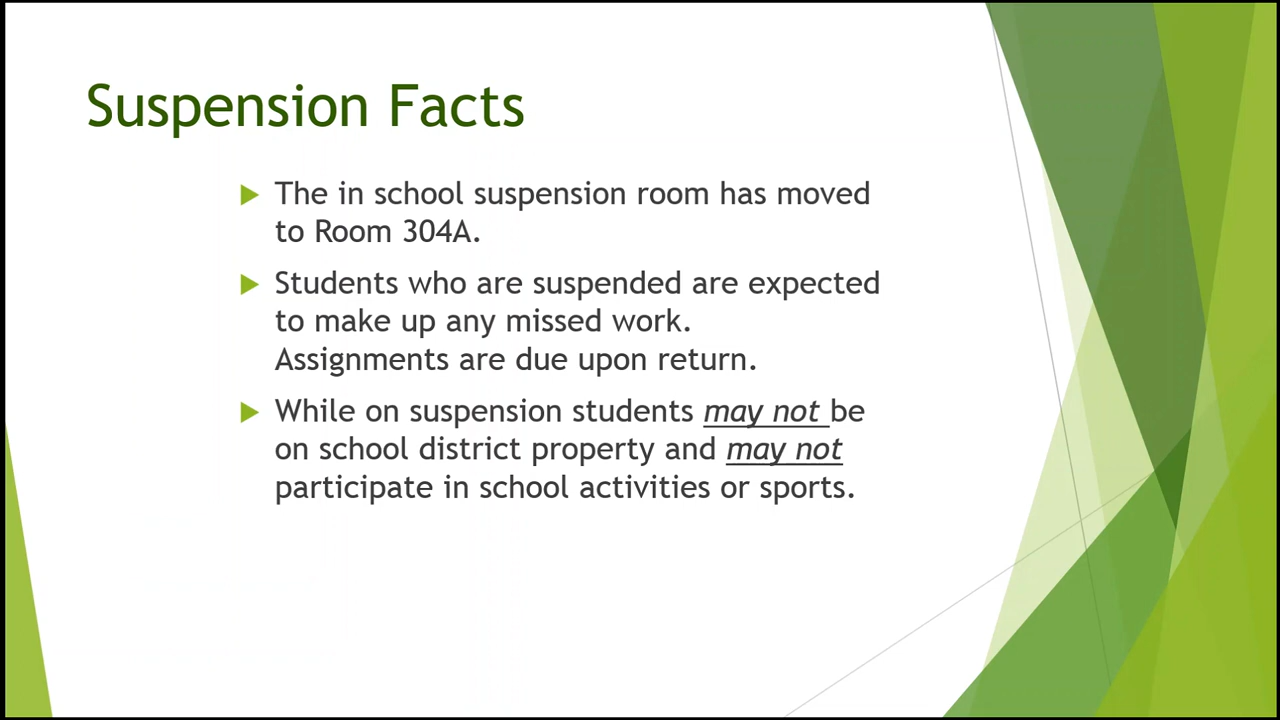 Suspension Facts
The in school suspension room has moved
to Room 304A.
Students who are suspended are expected
to make up any missed work.
Assignments are due upon return.
While on suspension students may not be
on school district property and may not
participate in school activities or sports.